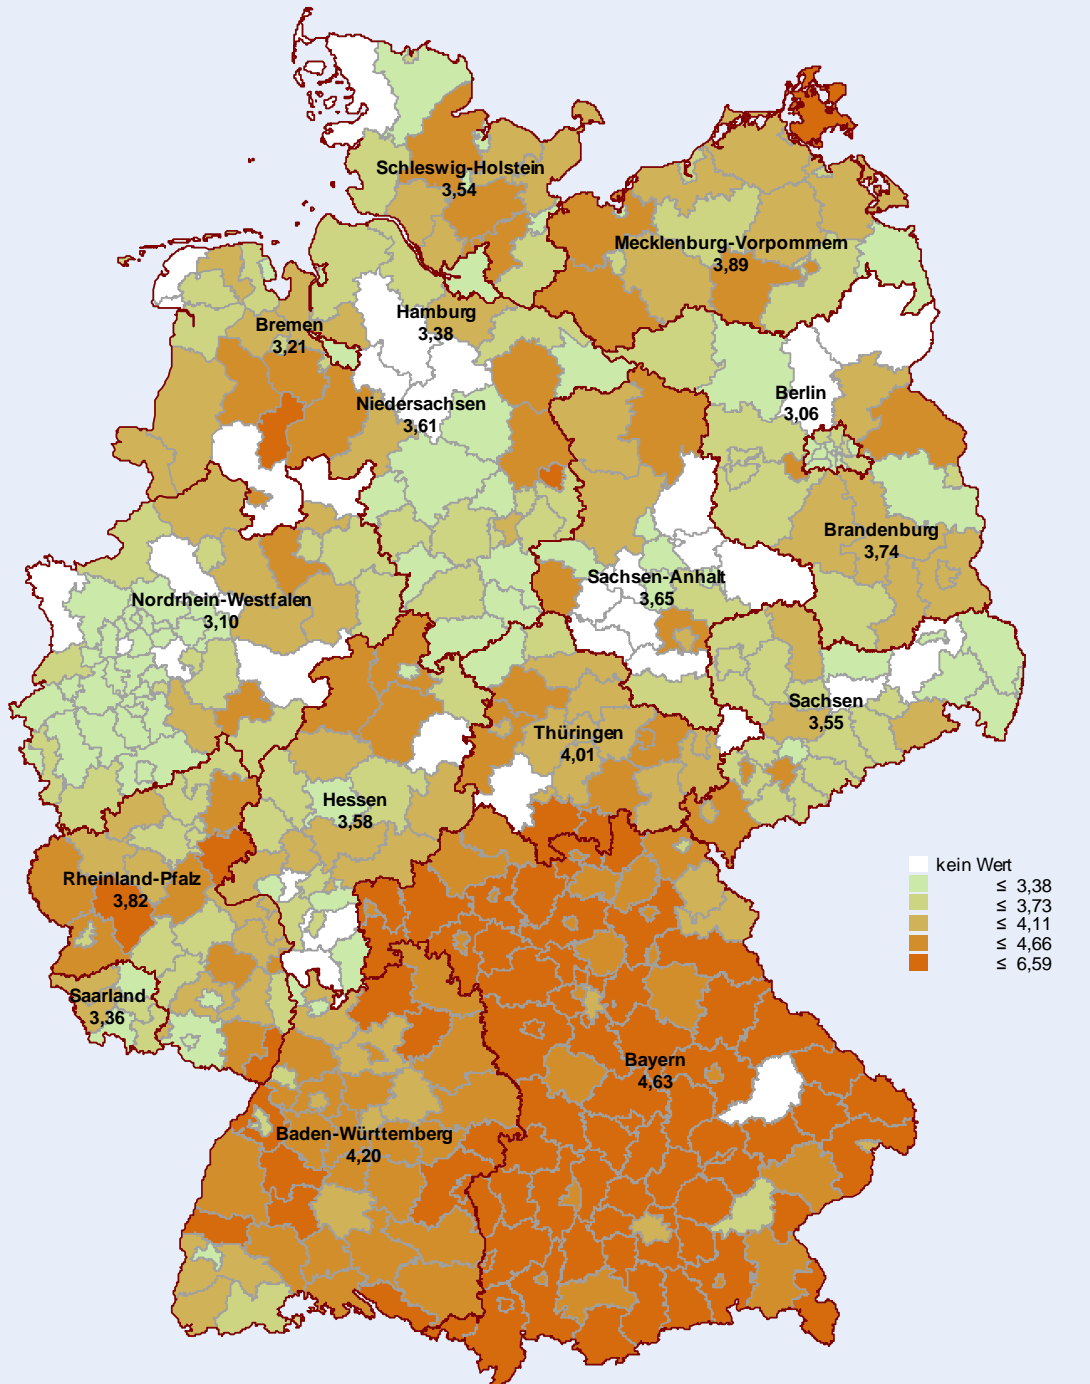 Schleswig-Holstein
3,54
Mecklenburg-Vorpommern
3,89
Hamburg
3,38
Bremen
3,21
Berlin
3,06
Niedersachsen
3,61
Brandenburg
3,74
Sachsen-Anhalt
3,65
Nordrhein-Westfalen
3,10
Sachsen
3,55
Thüringen
4,01
Hessen
3,58
Rheinland-Pfalz
3,82
kein Wert
≤ 3,38
≤ 3,73
≤ 4,11
≤ 4,66
≤ 6,59
Saarland
3,36
Bayern
4,63
Baden-Württemberg
4,20